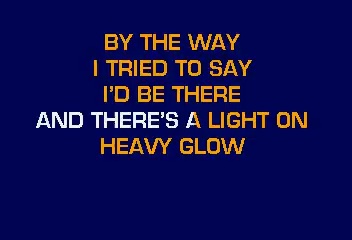 BY THE WAY
I TRIED TO SAY
I'D BE THERE
AND THERE'S A LIGHT ON
HEAVY GLOW